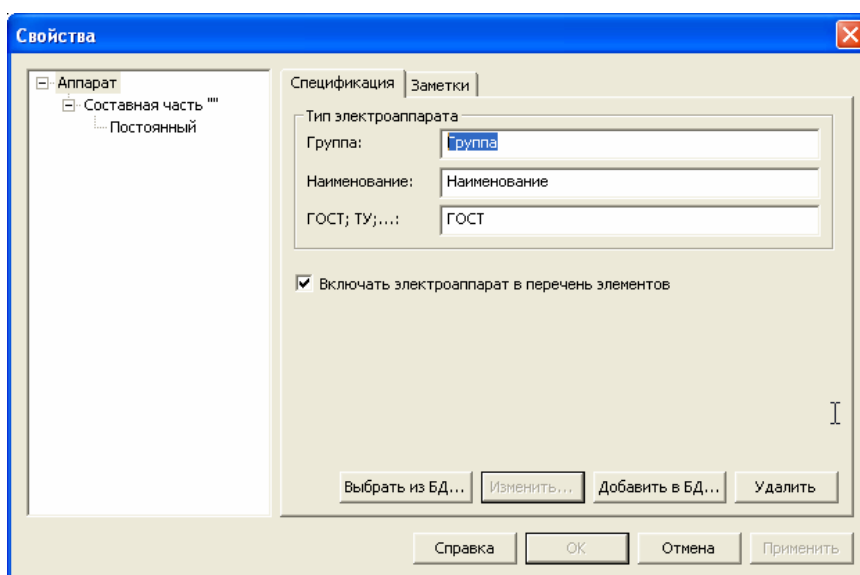 Свойства
Аппарат
Составная часть ""
Постоянный
Спецификация Заметки
Тип электроаппарата
Группа: Группа
Наименование: Наименование
ГОСТ; ТУ;...: ГОСТ
Включать электроаппарат в перечень элементов
Выбрать из БД... Изменить... Добавить в БД... Удалить
Справка OK Отмена Применить